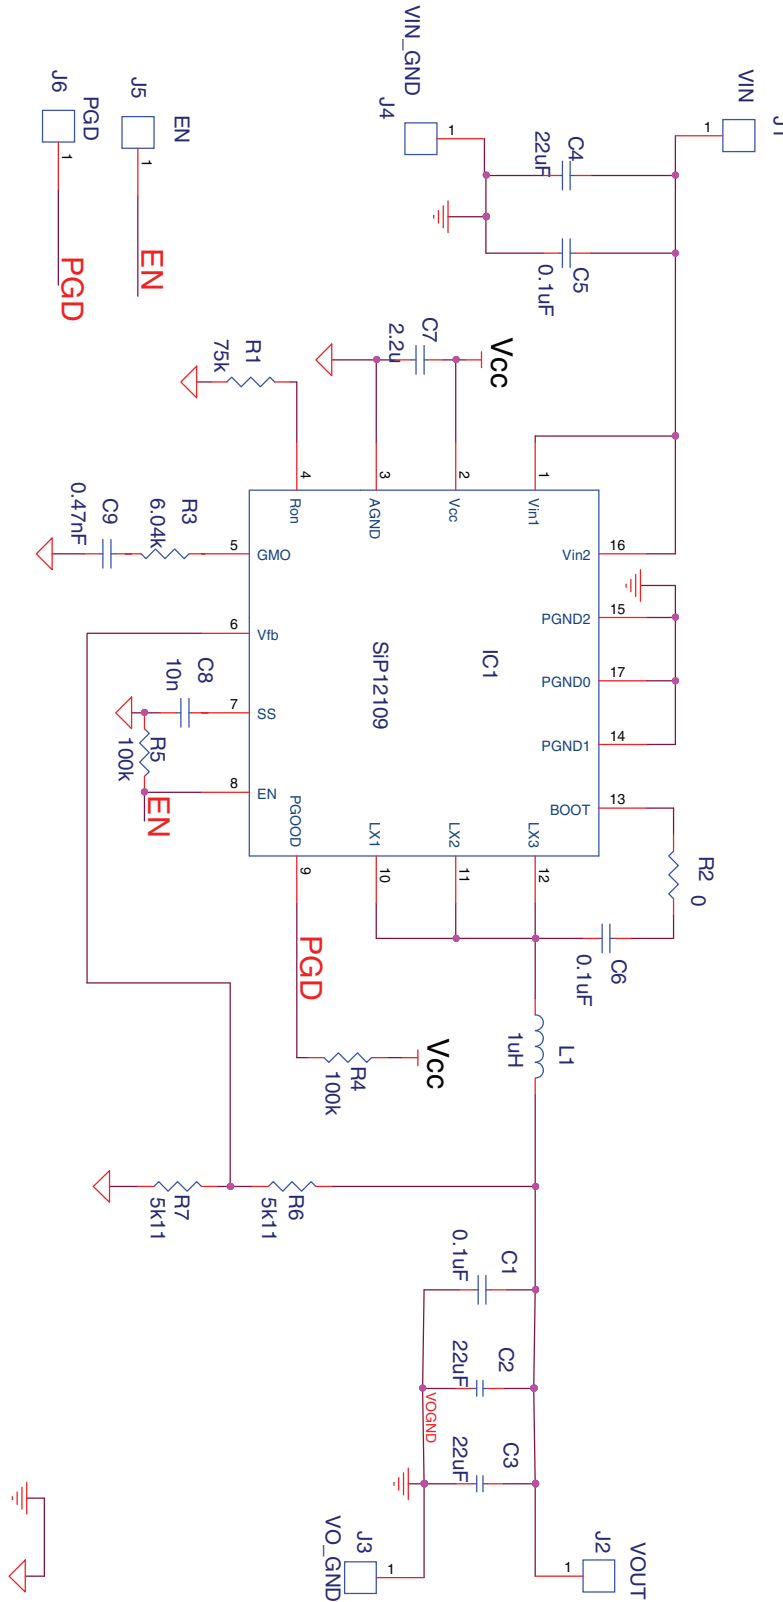 VIN
J1
1
VIN_GND
J4
1
C4
22uF
C5
0.1uF
J5
EN
1
EN
J6
PGD
1
PGD
Vcc
C7
2.2u
R1
75k
R3
6.04k
C9
0.47nF
C8
10n
R5
100k
EN
IC1
SiP12109
1
Vin1
2
Vcc
3
AGND
4
Ron
5
GMO
6
Vfb
7
SS
8
EN
9
PGOOD
10
LX1
11
LX2
12
LX3
13
BOOT
14
PGND1
17
PGND0
15
PGND2
16
Vin2
R2
0
C6
0.1uF
L1
1uH
PGD
Vcc
R4
100k
R6
5k11
R7
5k11
C1
0.1uF
C2
22uF
C3
22uF
VOGND
VOUT
J2
1
VO_GND
J3
1